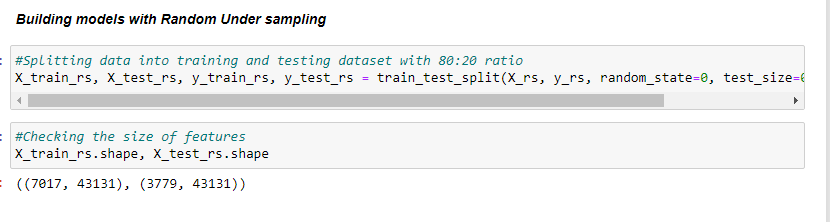 Building models with Random Under sampling
#Splitting data into training and testing dataset with 80:20 ratio
X_train_rs, X_test_rs, y_train_rs, y_test_rs = train_test_split(X_rs, y_rs, random_state=0, test_size=
#Checking the size of features
X_train_rs.shape, X_test_rs.shape
((7017, 43131), (3779, 43131))